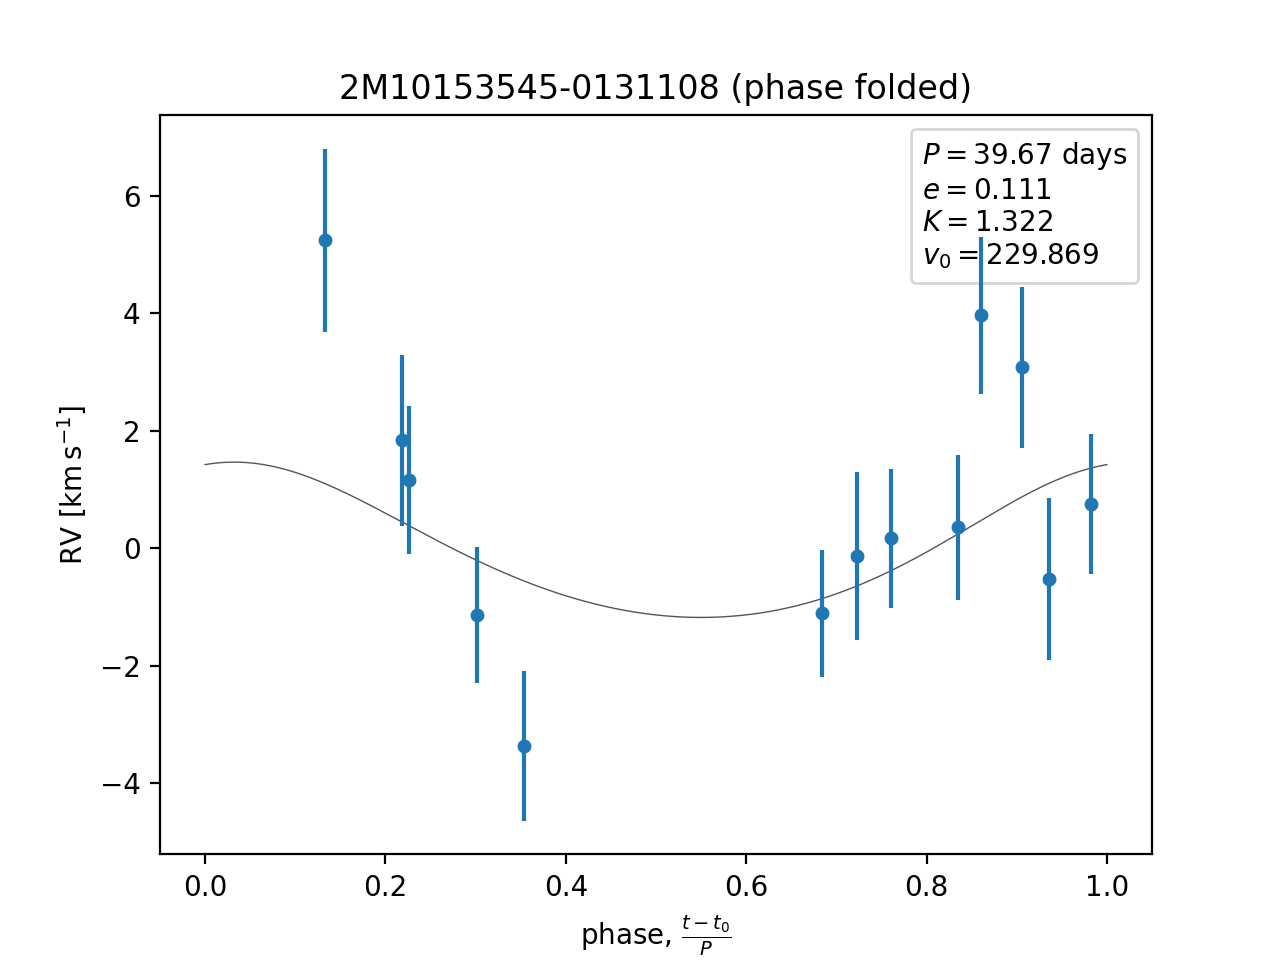 2M10153545-0131108 (phase folded)
P = 39.67 days
e = 0.111
K = 1.322
v₀ = 229.869
RV [km s⁻¹]
6
4
2
0
−2
−4
0.0 0.2 0.4 0.6 0.8 1.0
phase, (t − t₀)/P